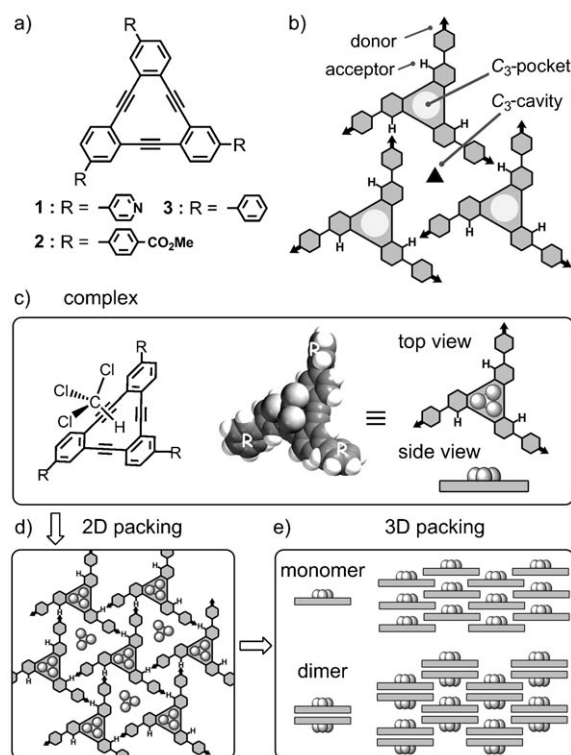 a)
R
R
R
1 : R =
N
3 : R =
2 : R =
CO2Me
b)
donor
acceptor
H
C3-pocket
C3-cavity
H
H
H
H
H
H
H
H
c) complex
R
Cl
Cl
Cl
C
H
R
R
R
R
R
≡
top view
H
H
H
side view
d) 2D packing
H
H
H
H
H
H
H
H
H
H
H
H
H
e) 3D packing
monomer
dimer